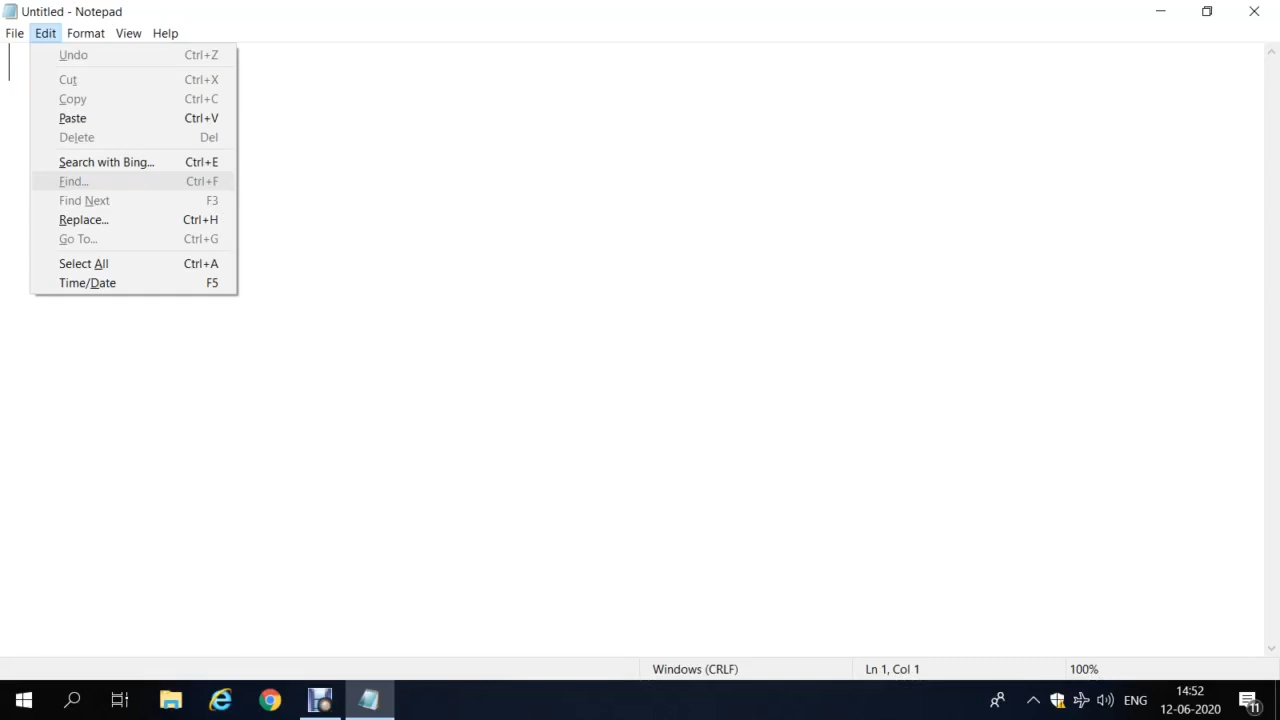 Untitled - Notepad
File Edit Format View Help
Undo Ctrl+Z
Cut Ctrl+X
Copy Ctrl+C
Paste Ctrl+V
Delete Del
Search with Bing... Ctrl+E
Find... Ctrl+F
Find Next F3
Replace... Ctrl+H
Go To... Ctrl+G
Select All Ctrl+A
Time/Date F5
Windows (CRLF) Ln 1, Col 1 100%
ENG
14:52
12-06-2020
11